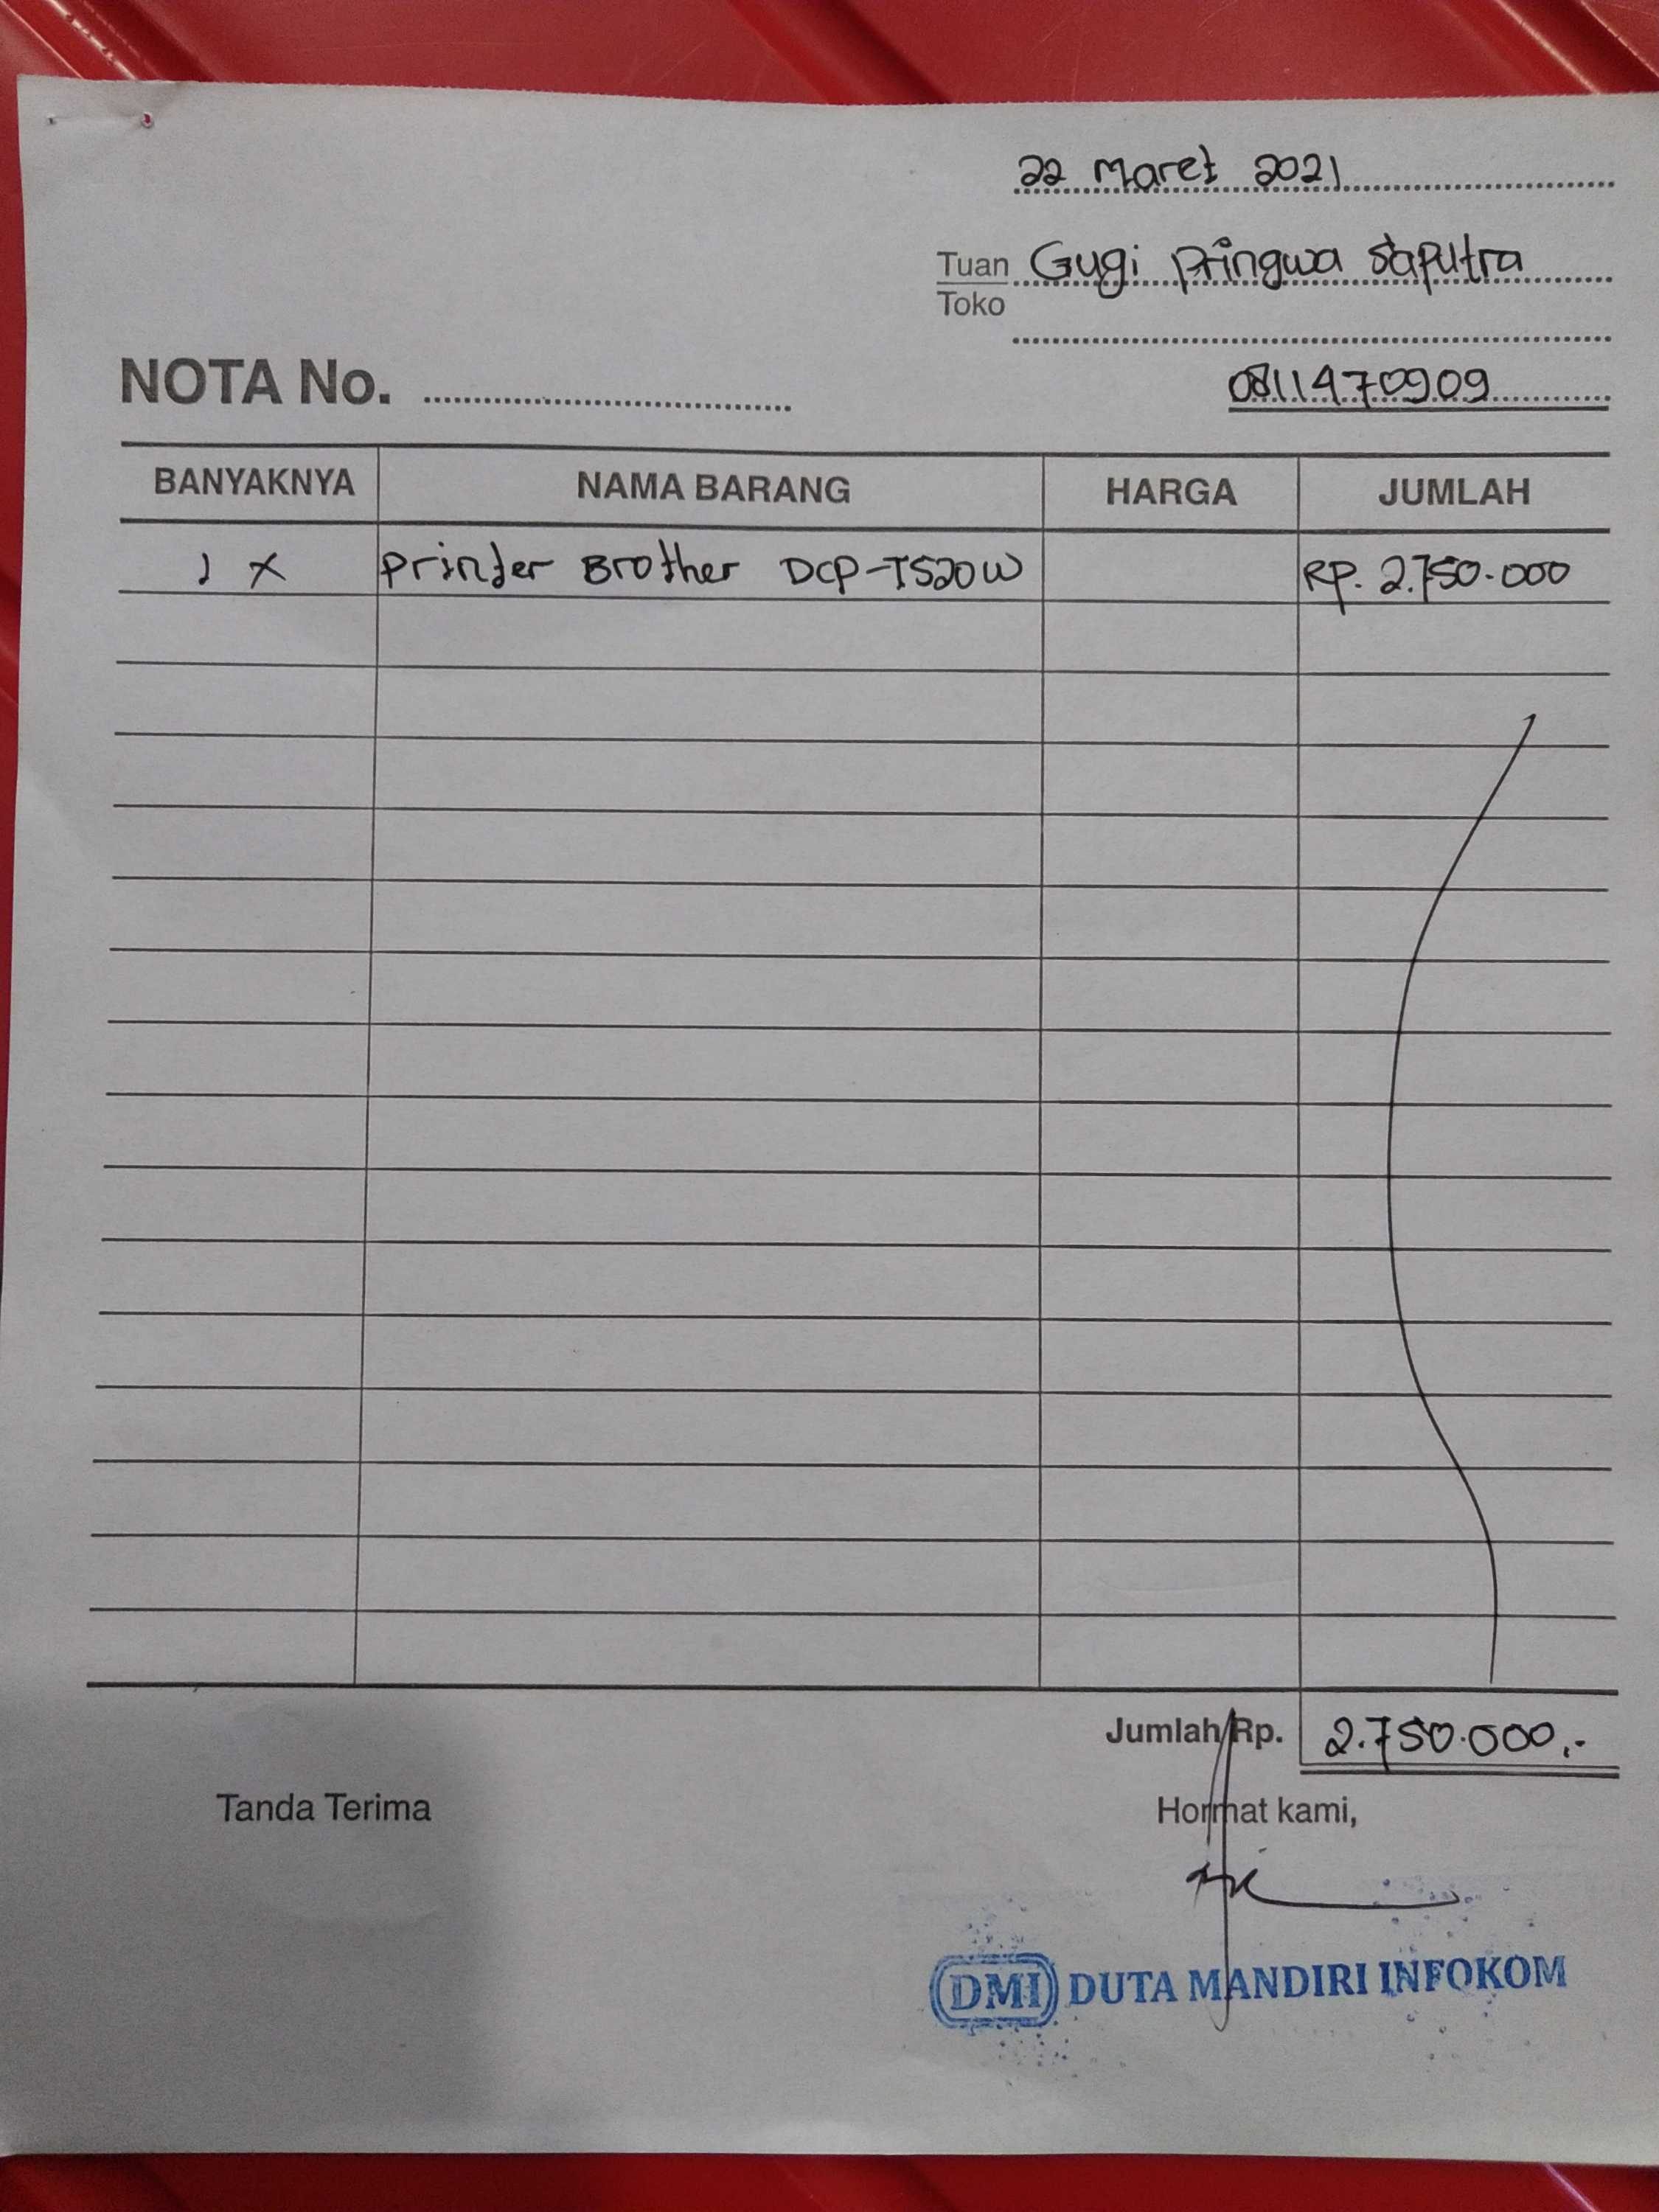 22 Maret 2021
Tuan Gugi Pringwa Saputra
Toko
NOTA No.
0811470909
BANYAKNYA NAMA BARANG HARGA JUMLAH
1 X Printer Brother DCP-T520W RP. 2.750.000
Jumlah Rp. 2.750.000,-
Tanda Terima Hormat kami,
DMI DUTA MANDIRI INFOKOM